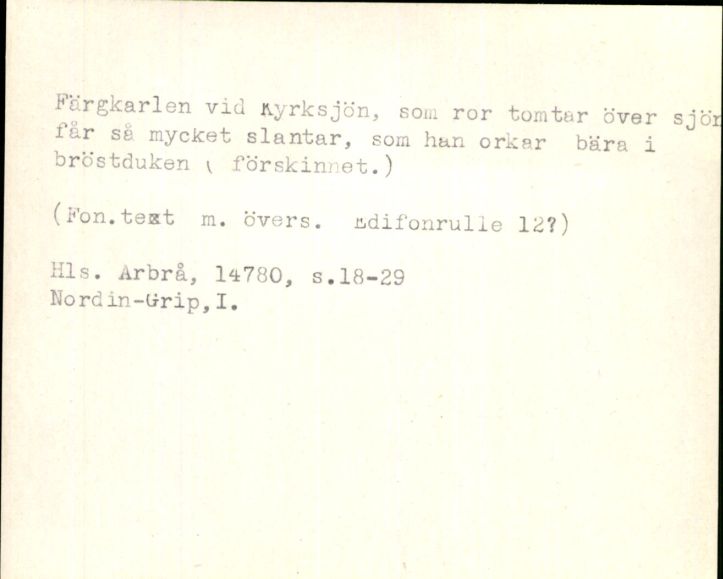 Färgkarlen vid Kyrksjön, som ror tomtar över sjön
får så mycket slantar, som han orkar bära i
bröstduken ( förskinnet.)
(Fon.text m. övers. Edifonrulle 12?)
Hls. Arbrå, 14780, s.18-29
Nordin-Grip,I.